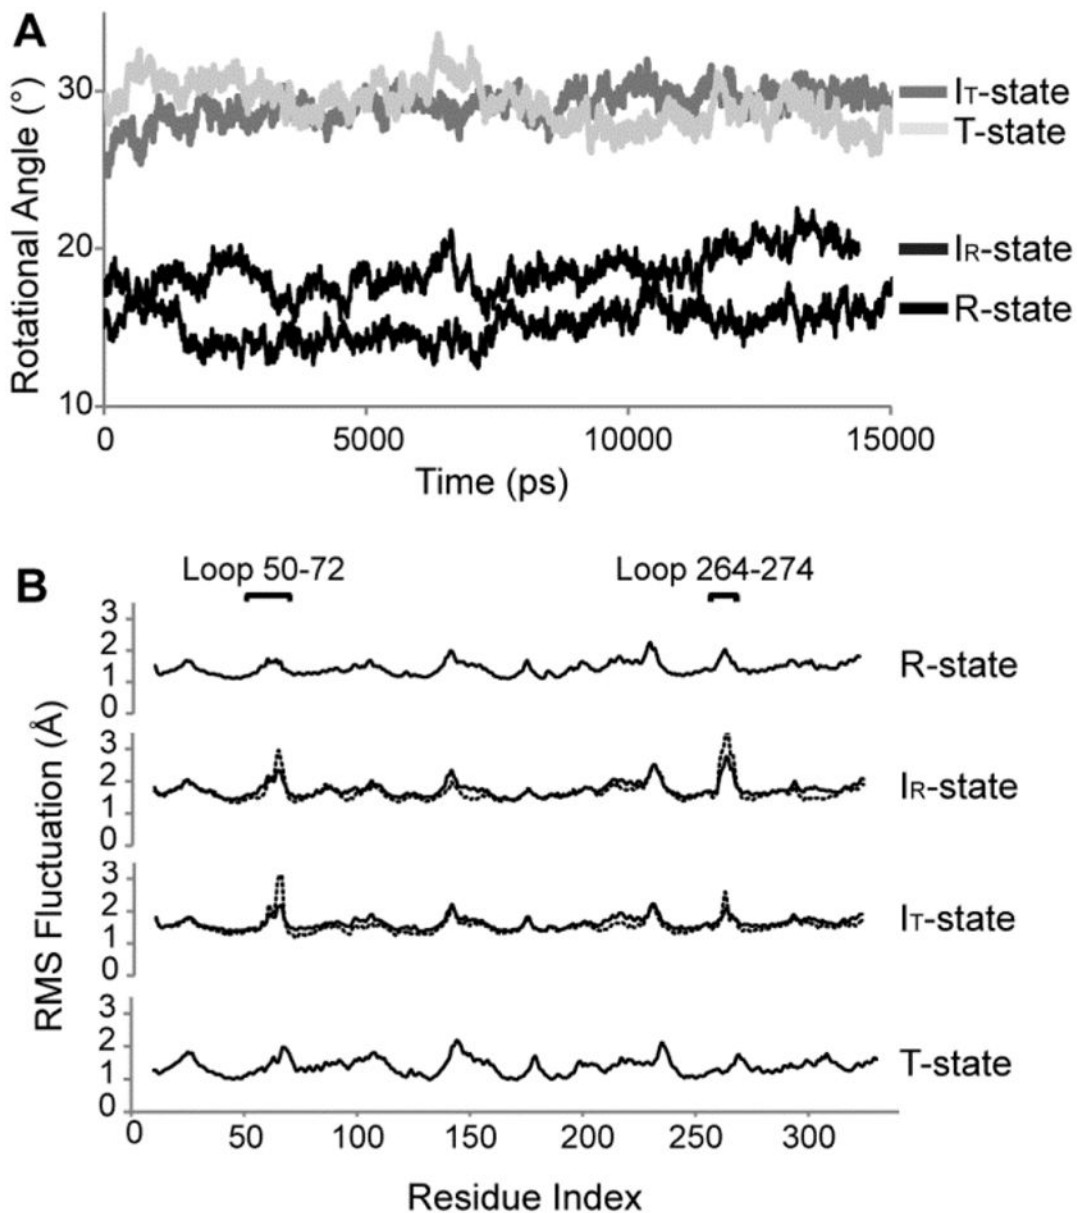 A
Rotational Angle (°)
30
20
10
0 5000 10000 15000
Time (ps)
IT-state
T-state
IR-state
R-state
B
Loop 50-72 Loop 264-274
RMS Fluctuation (Å)
3
2
1
0
R-state
3
2
1
0
IR-state
3
2
1
0
IT-state
3
2
1
0
T-state
0 50 100 150 200 250 300
Residue Index